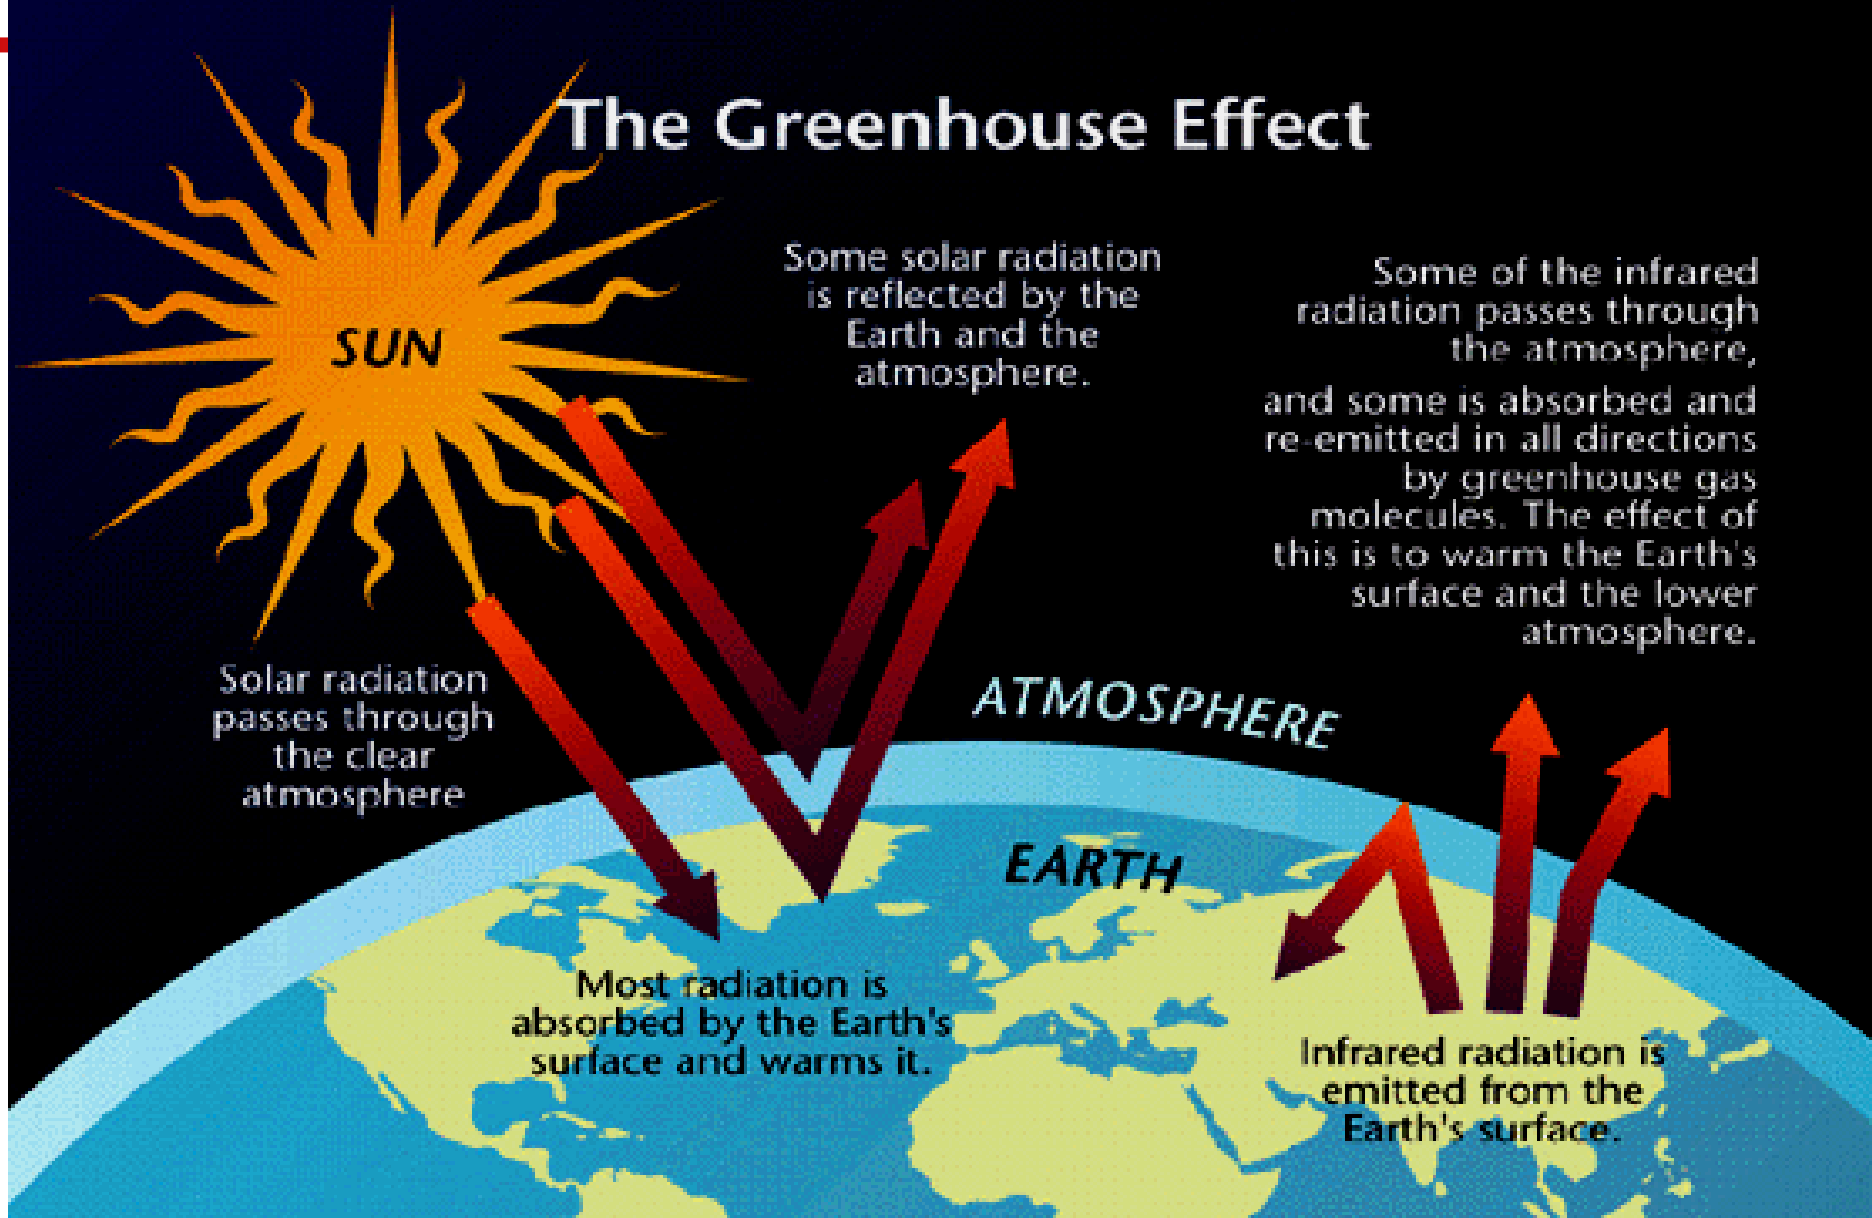 The Greenhouse Effect
SUN
Some solar radiation
is reflected by the
Earth and the
atmosphere.
Some of the infrared
radiation passes through
the atmosphere,
and some is absorbed and
re-emitted in all directions
by greenhouse gas
molecules. The effect of
this is to warm the Earth's
surface and the lower
atmosphere.
Solar radiation
passes through
the clear
atmosphere
ATMOSPHERE
EARTH
Most radiation is
absorbed by the Earth's
surface and warms it.
Infrared radiation is
emitted from the
Earth's surface.